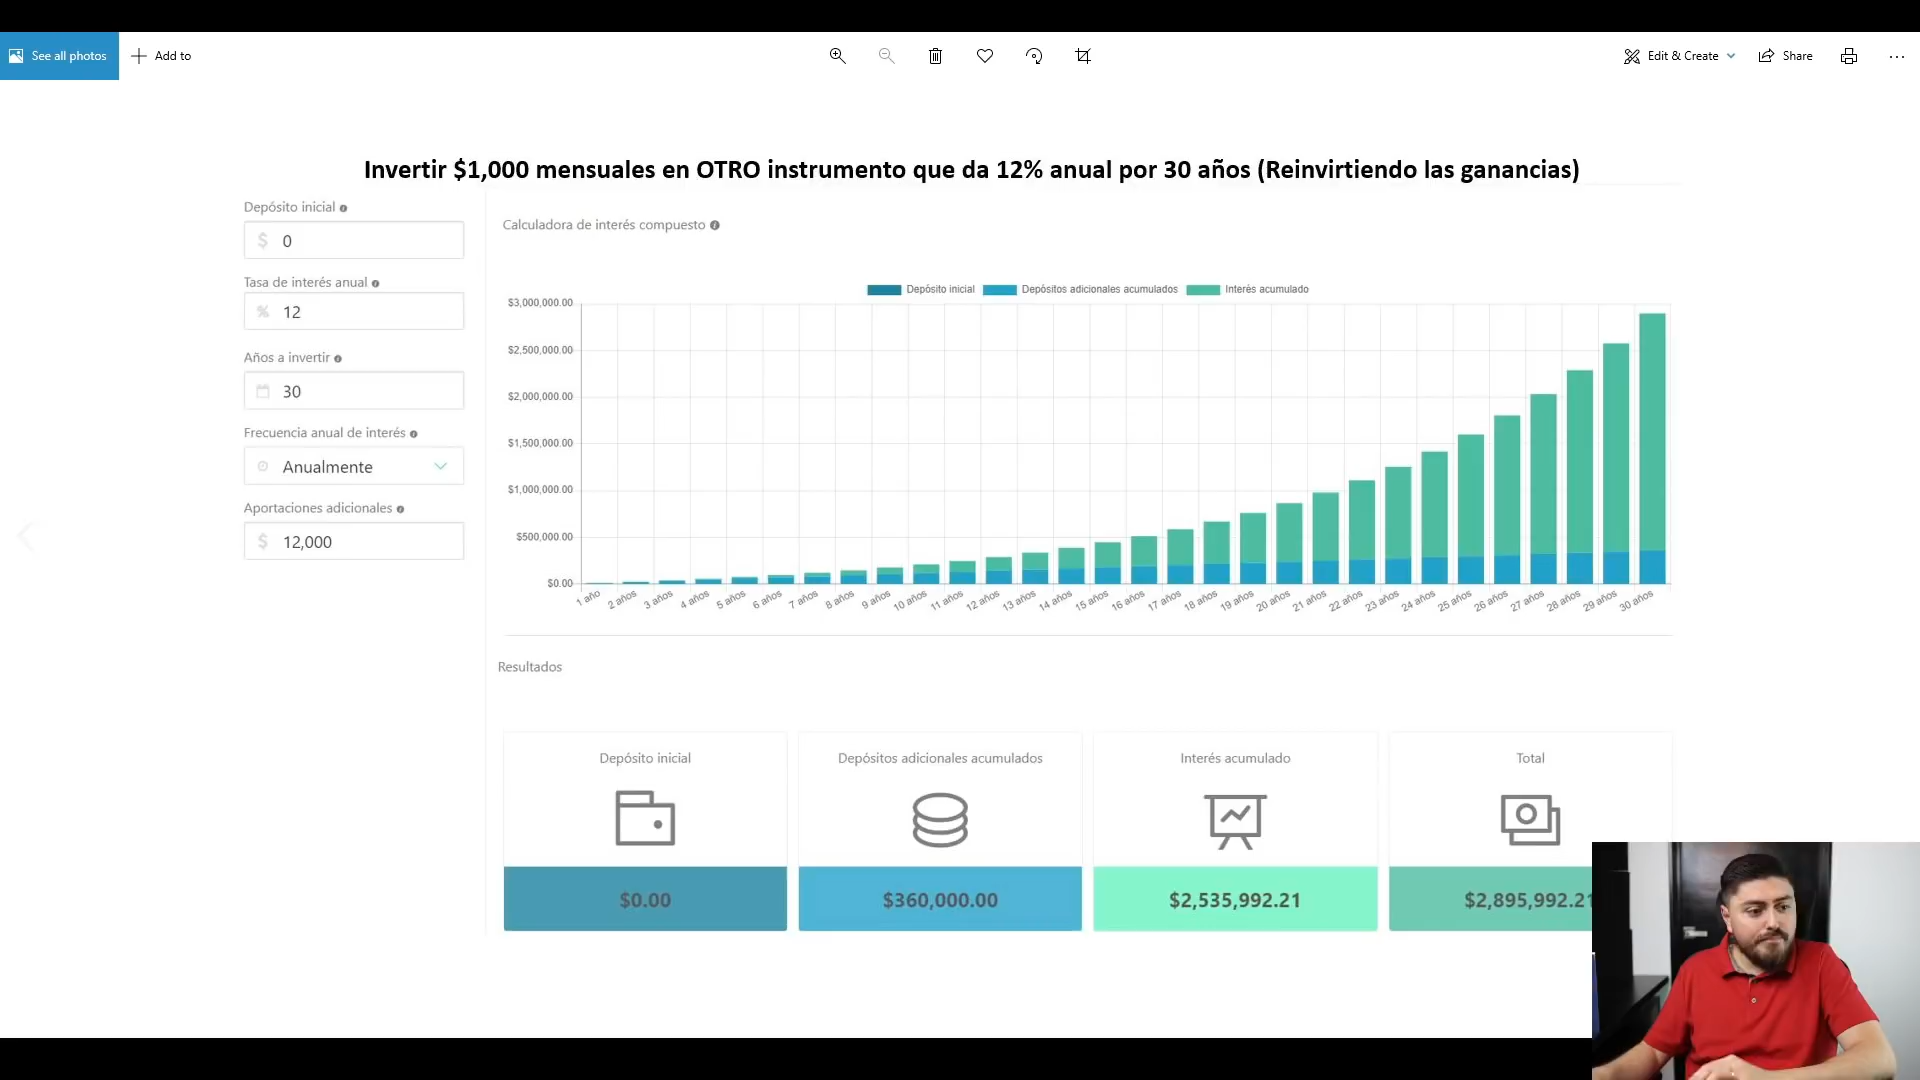 See all photos
Add to
Edit & Create
Share
Invertir $1,000 mensuales en OTRO instrumento que da 12% anual por 30 años (Reinvirtiendo las ganancias)
Depósito inicial
$ 0
Tasa de interés anual
% 12
Años a invertir
30
Frecuencia anual de interés
Anualmente
Aportaciones adicionales
$ 12,000
Calculadora de interés compuesto
Depósito inicial Depósitos adicionales acumulados Interés acumulado
$3,000,000.00
$2,500,000.00
$2,000,000.00
$1,500,000.00
$1,000,000.00
$500,000.00
$0.00
1 año 2 años 3 años 4 años 5 años 6 años 7 años 8 años 9 años 10 años 11 años 12 años 13 años 14 años 15 años 16 años 17 años 18 años 19 años 20 años 21 años 22 años 23 años 24 años 25 años 26 años 27 años 28 años 29 años 30 años
Resultados
Depósito inicial
$0.00
Depósitos adicionales acumulados
$360,000.00
Interés acumulado
$2,535,992.21
Total
$2,895,992.21